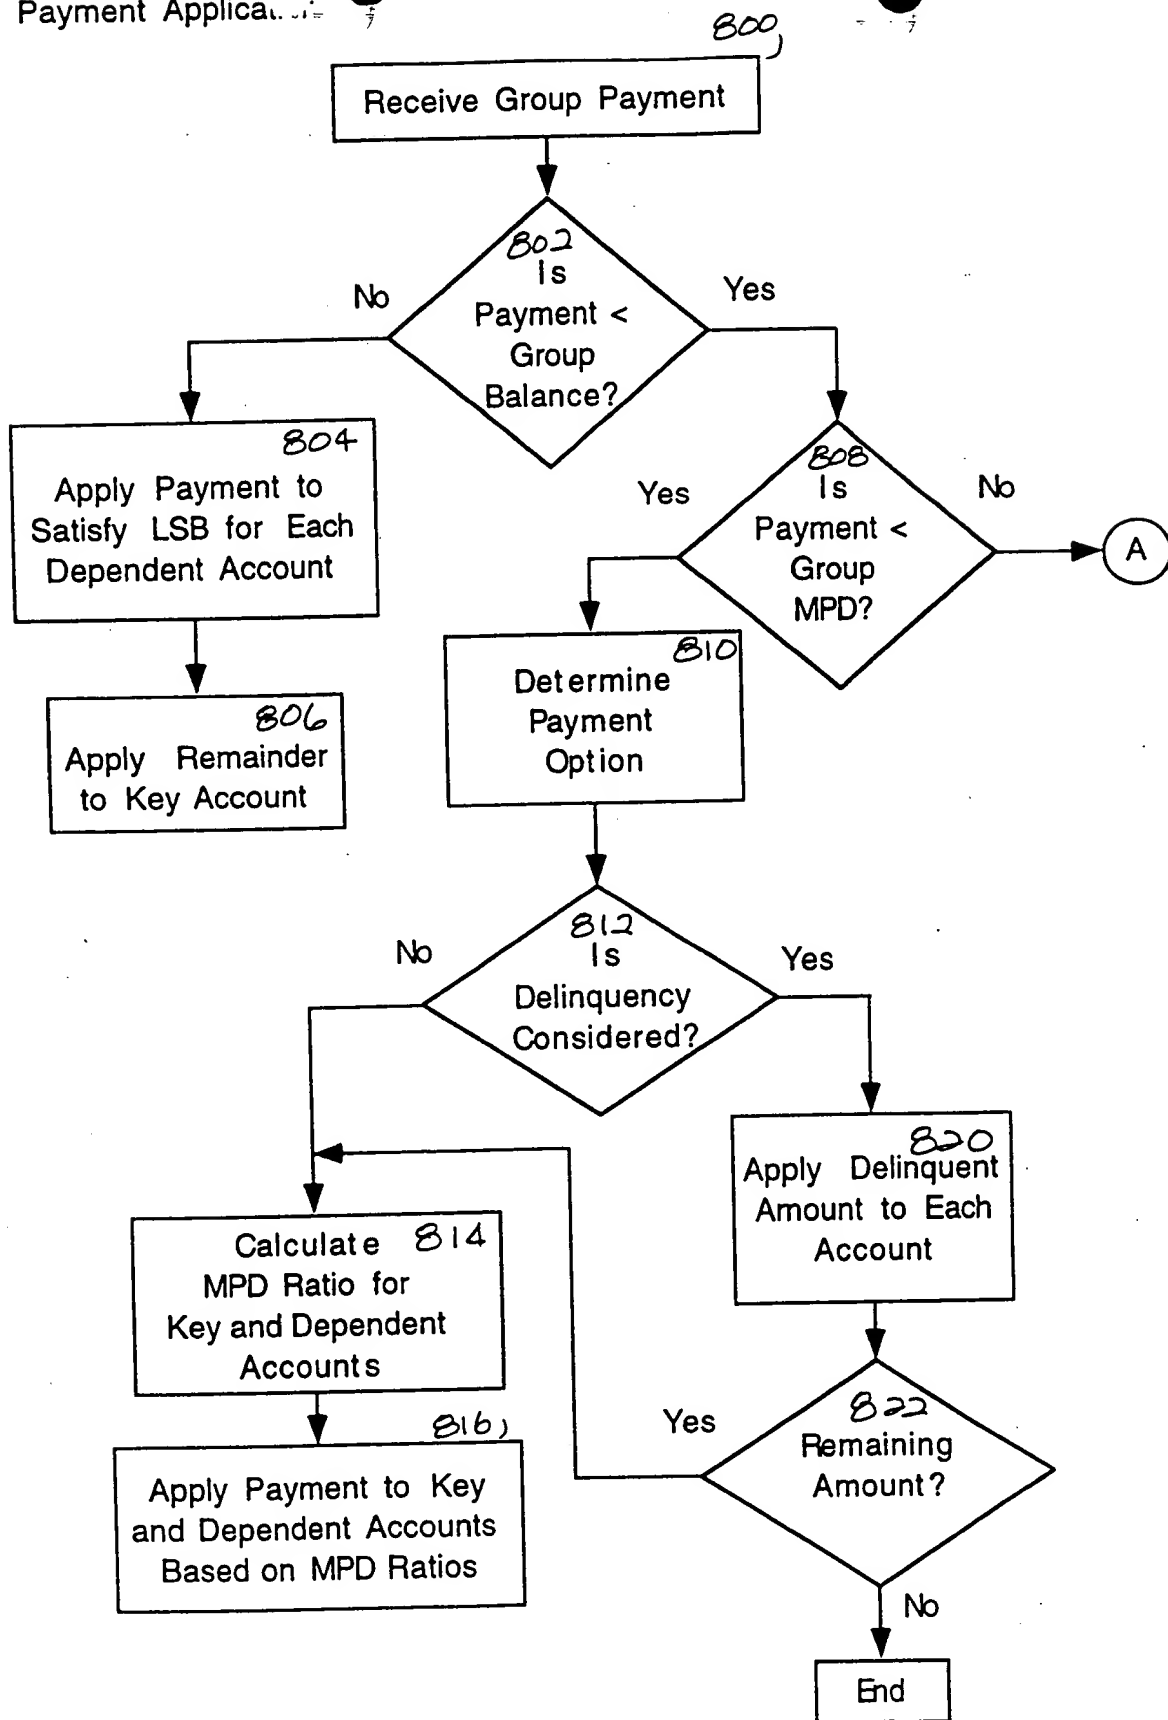 Payment
800
Receive Group Payment
802
Is
Payment <
Group
Balance?
No
Yes
804
Apply Payment to
Satisfy LSB for Each
Dependent Account
806
Apply Remainder
to Key Account
808
Is
Payment <
Group
MPD?
Yes
No
A
810
Determine
Payment
Option
812
Is
Delinquency
Considered?
No
Yes
820
Apply Delinquent
Amount to Each
Account
814
Calculate
MPD Ratio for
Key and Dependent
Accounts
816
Apply Payment to Key
and Dependent Accounts
Based on MPD Ratios
822
Remaining
Amount?
Yes
No
End